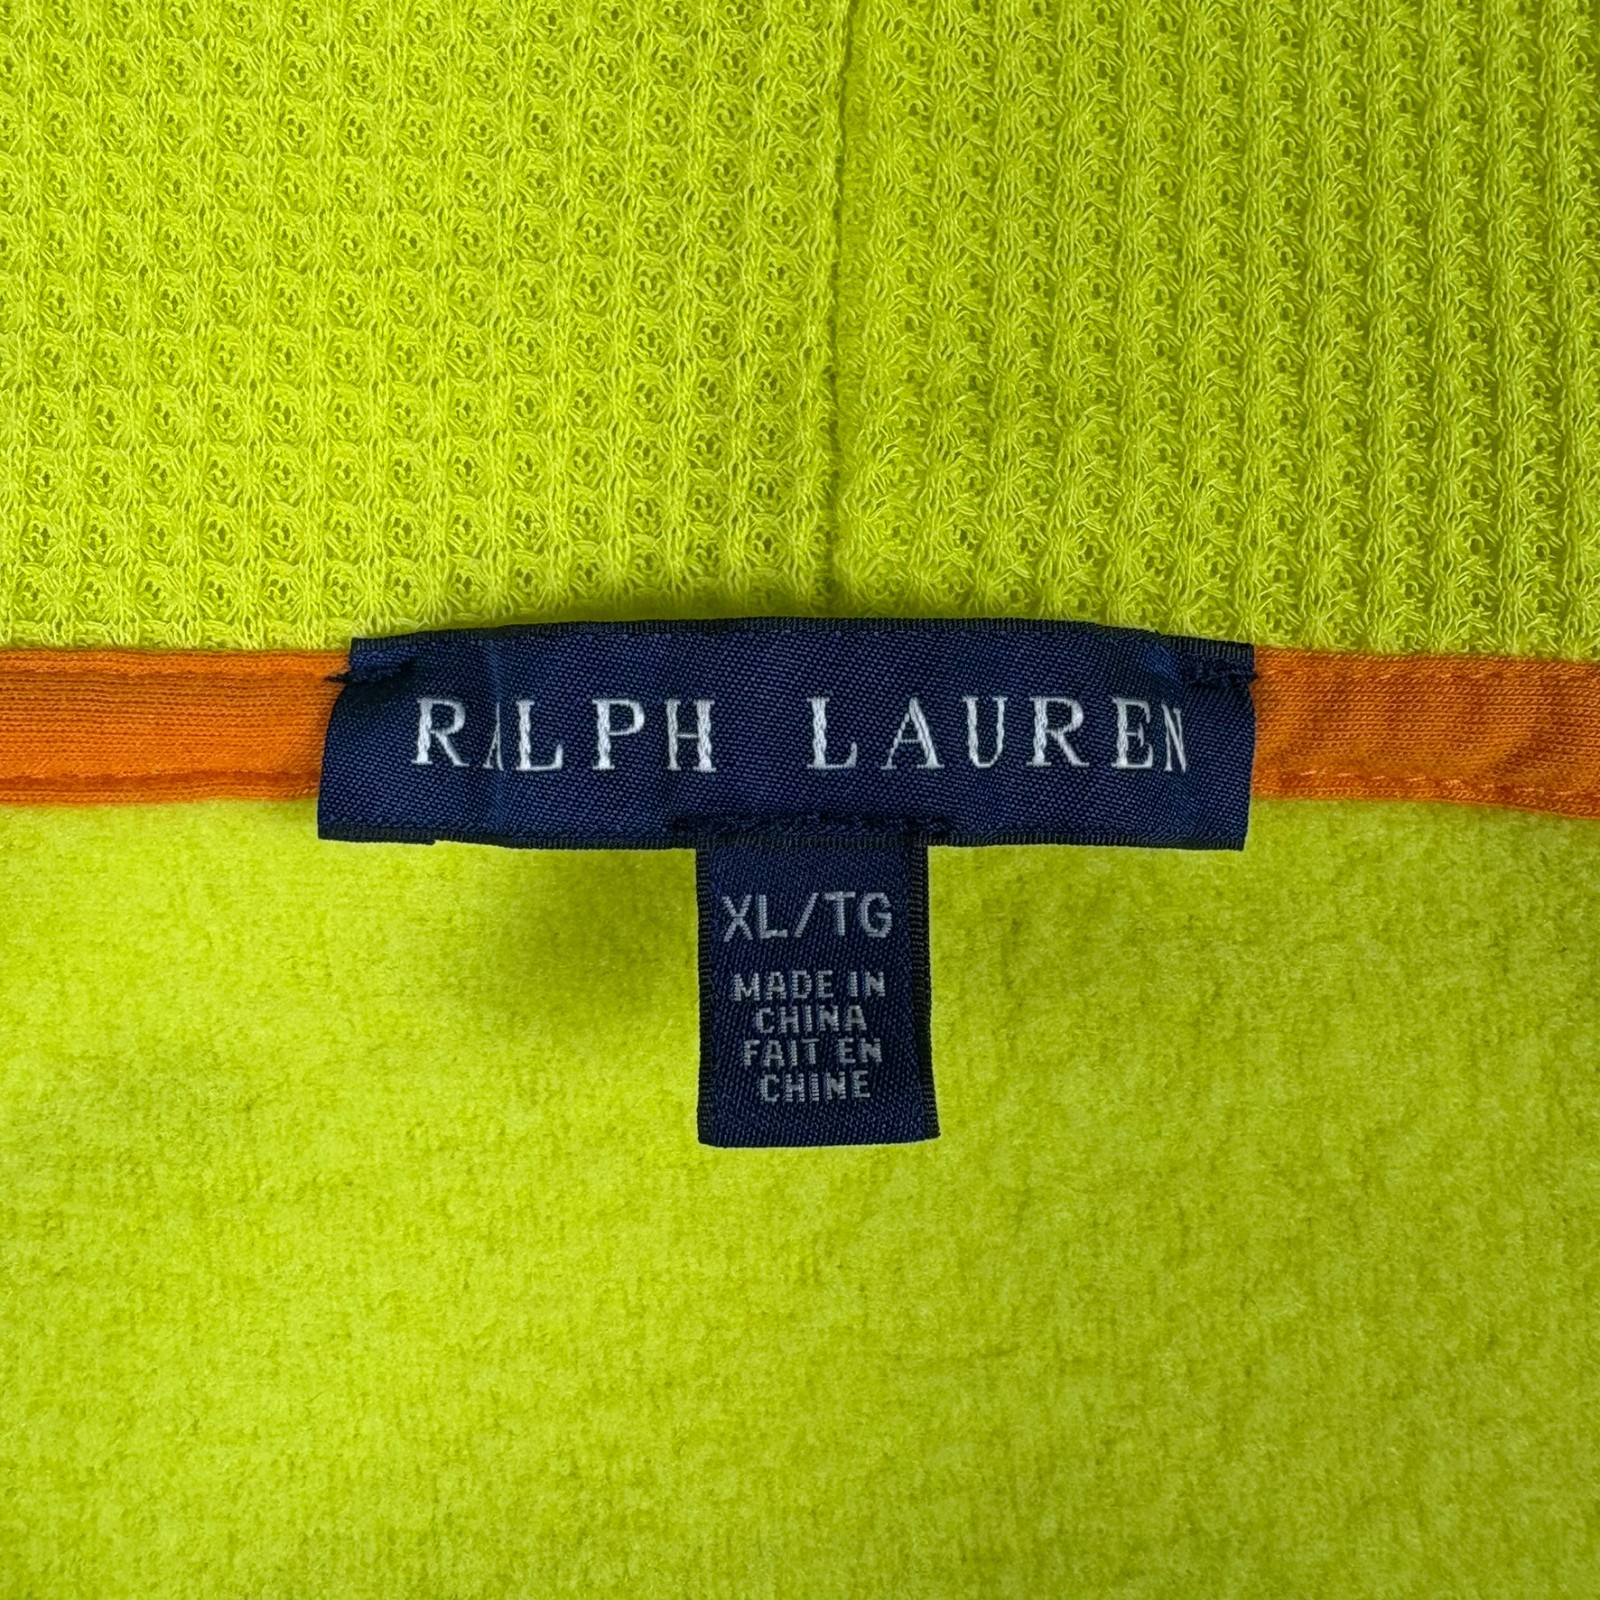 RALPH LAUREN
XL/TG
MADE IN
CHINA
FAIT EN
CHINE